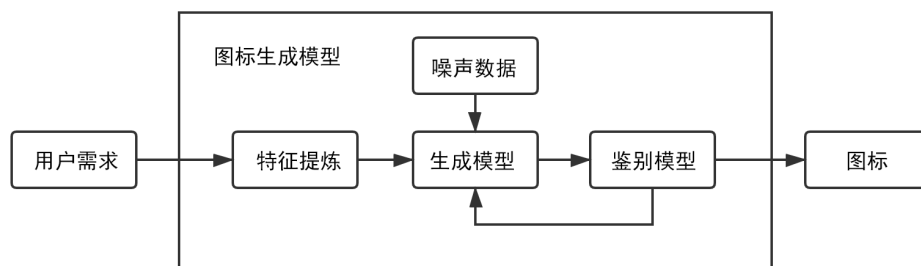 图标生成模型
噪声数据
用户需求
特征提炼
生成模型
鉴别模型
图标